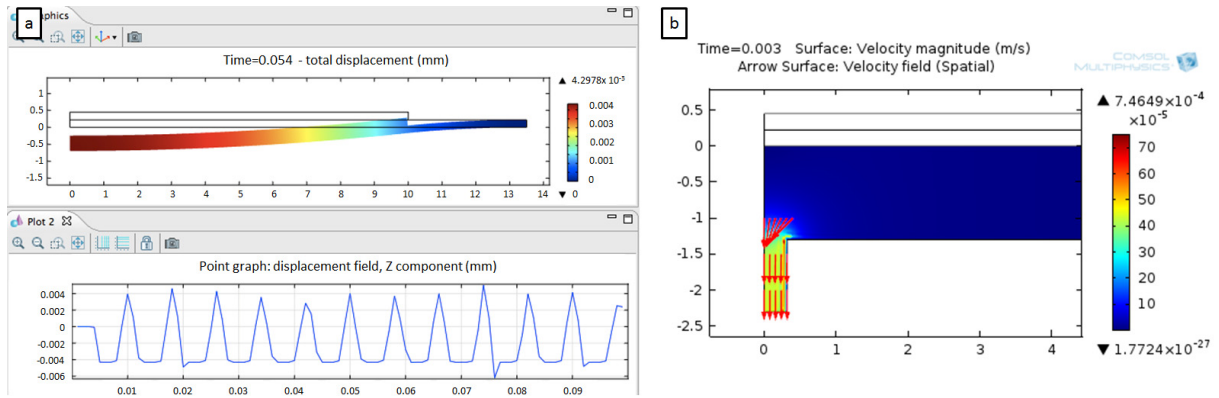 a
Graphics
Time=0.054 - total displacement (mm)
▲ 4.2978x 10⁻³
1
0.5
0
-0.5
-1
-1.5
0.004
0.003
0.002
0.001
0
▼ 0
0 1 2 3 4 5 6 7 8 9 10 11 12 13 14
Plot 2
Point graph: displacement field, Z component (mm)
0.004
0.002
0
-0.002
-0.004
-0.006
0.01 0.02 0.03 0.04 0.05 0.06 0.07 0.08 0.09
b
Time=0.003 Surface: Velocity magnitude (m/s)
Arrow Surface: Velocity field (Spatial)
COMSOL
MULTIPHYSICS
▲ 7.4649×10⁻⁴
×10⁻⁵
0.5
0
-0.5
-1
-1.5
-2
-2.5
0 1 2 3 4
70
60
50
40
30
20
10
▼ 1.7724×10⁻²⁷